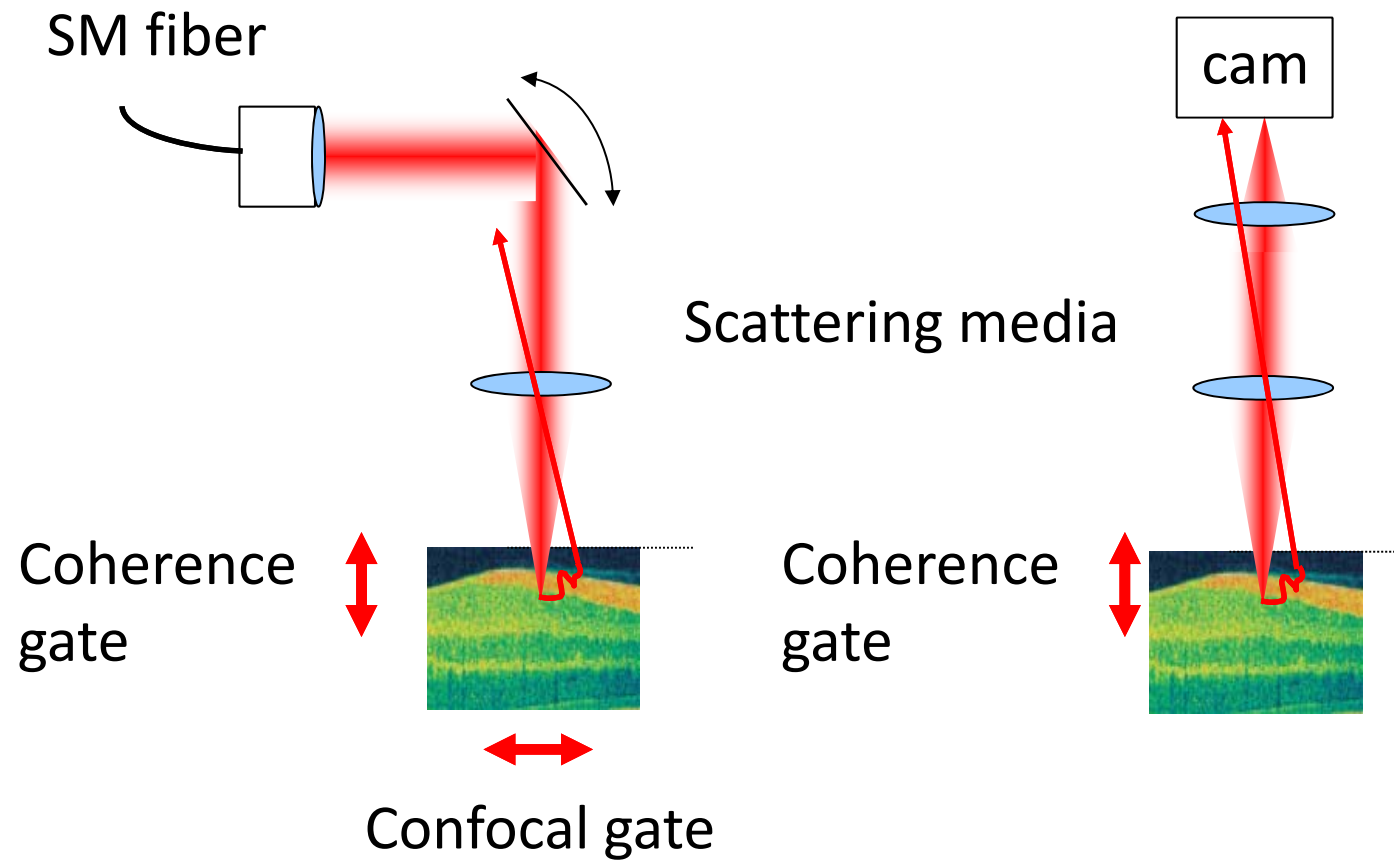 SM fiber
cam
Scattering media
Coherence
gate
Coherence
gate
Confocal gate